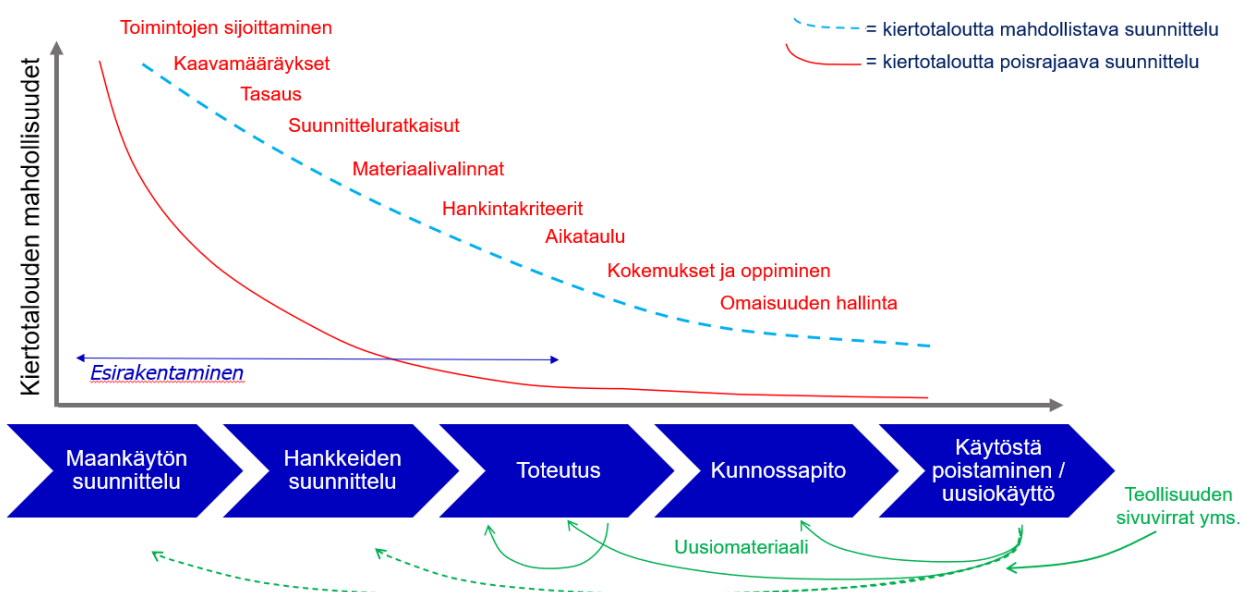 Toimintojen sijoittaminen
= kiertotaloutta mahdollistava suunnittelu
= kiertotaloutta poisrajaava suunnittelu
Kiertotalouden mahdollisuudet
Kaavamääräykset
Tasaus
Suunnitteluratkaisut
Materiaalivalinnat
Hankintakriteerit
Aikataulu
Kokemukset ja oppiminen
Omaisuuden hallinta
Esirakentaminen
Maankäytön
suunnittelu
Hankkeiden
suunnittelu
Toteutus
Kunnossapito
Käytöstä
poistaminen /
uusiokäyttö
Teollisuuden
sivuvirrat yms.
Uusiomateriaali